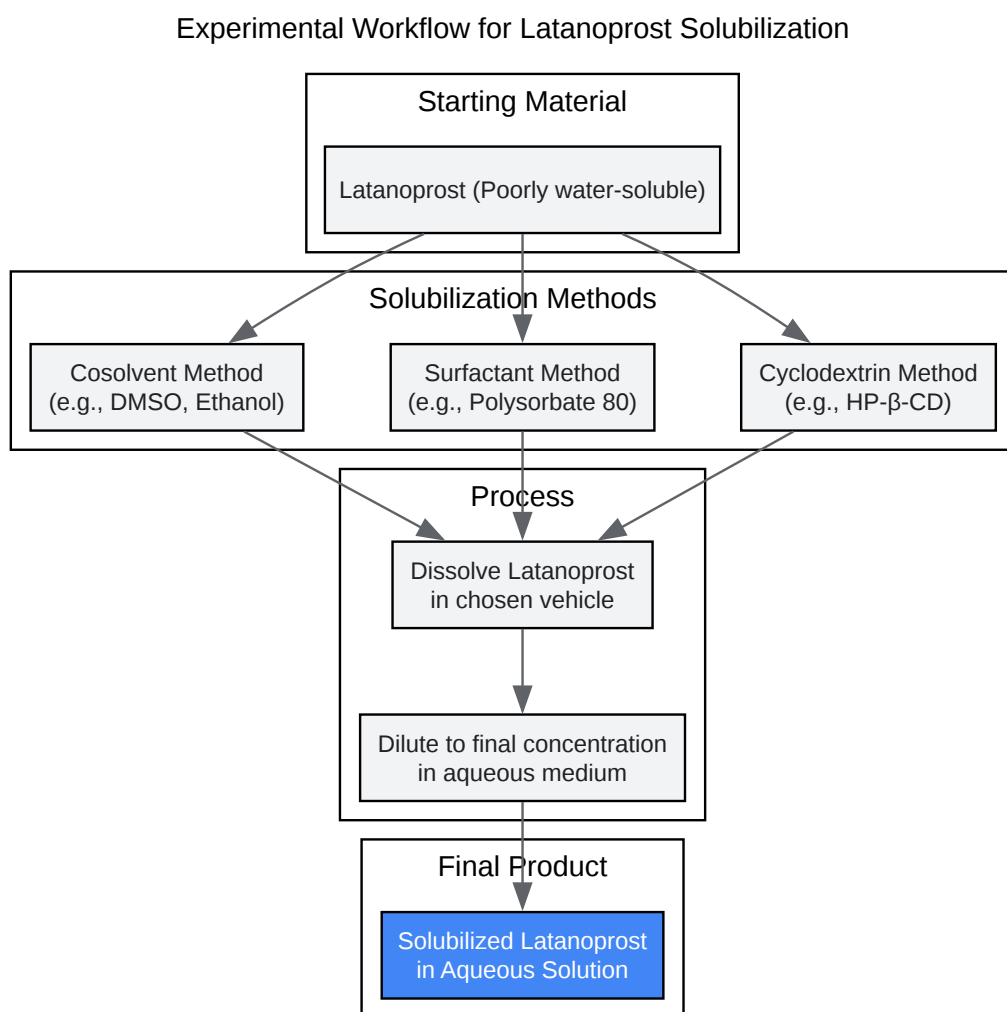 Experimental Workflow for Latanoprost Solubilization
Starting Material
Latanoprost (Poorly water-soluble)
Solubilization Methods
Cosolvent Method
(e.g., DMSO, Ethanol)
Surfactant Method
(e.g., Polysorbate 80)
Cyclodextrin Method
(e.g., HP-β-CD)
Process
Dissolve Latanoprost
in chosen vehicle
Dilute to final concentration
in aqueous medium
Final Product
Solubilized Latanoprost
in Aqueous Solution